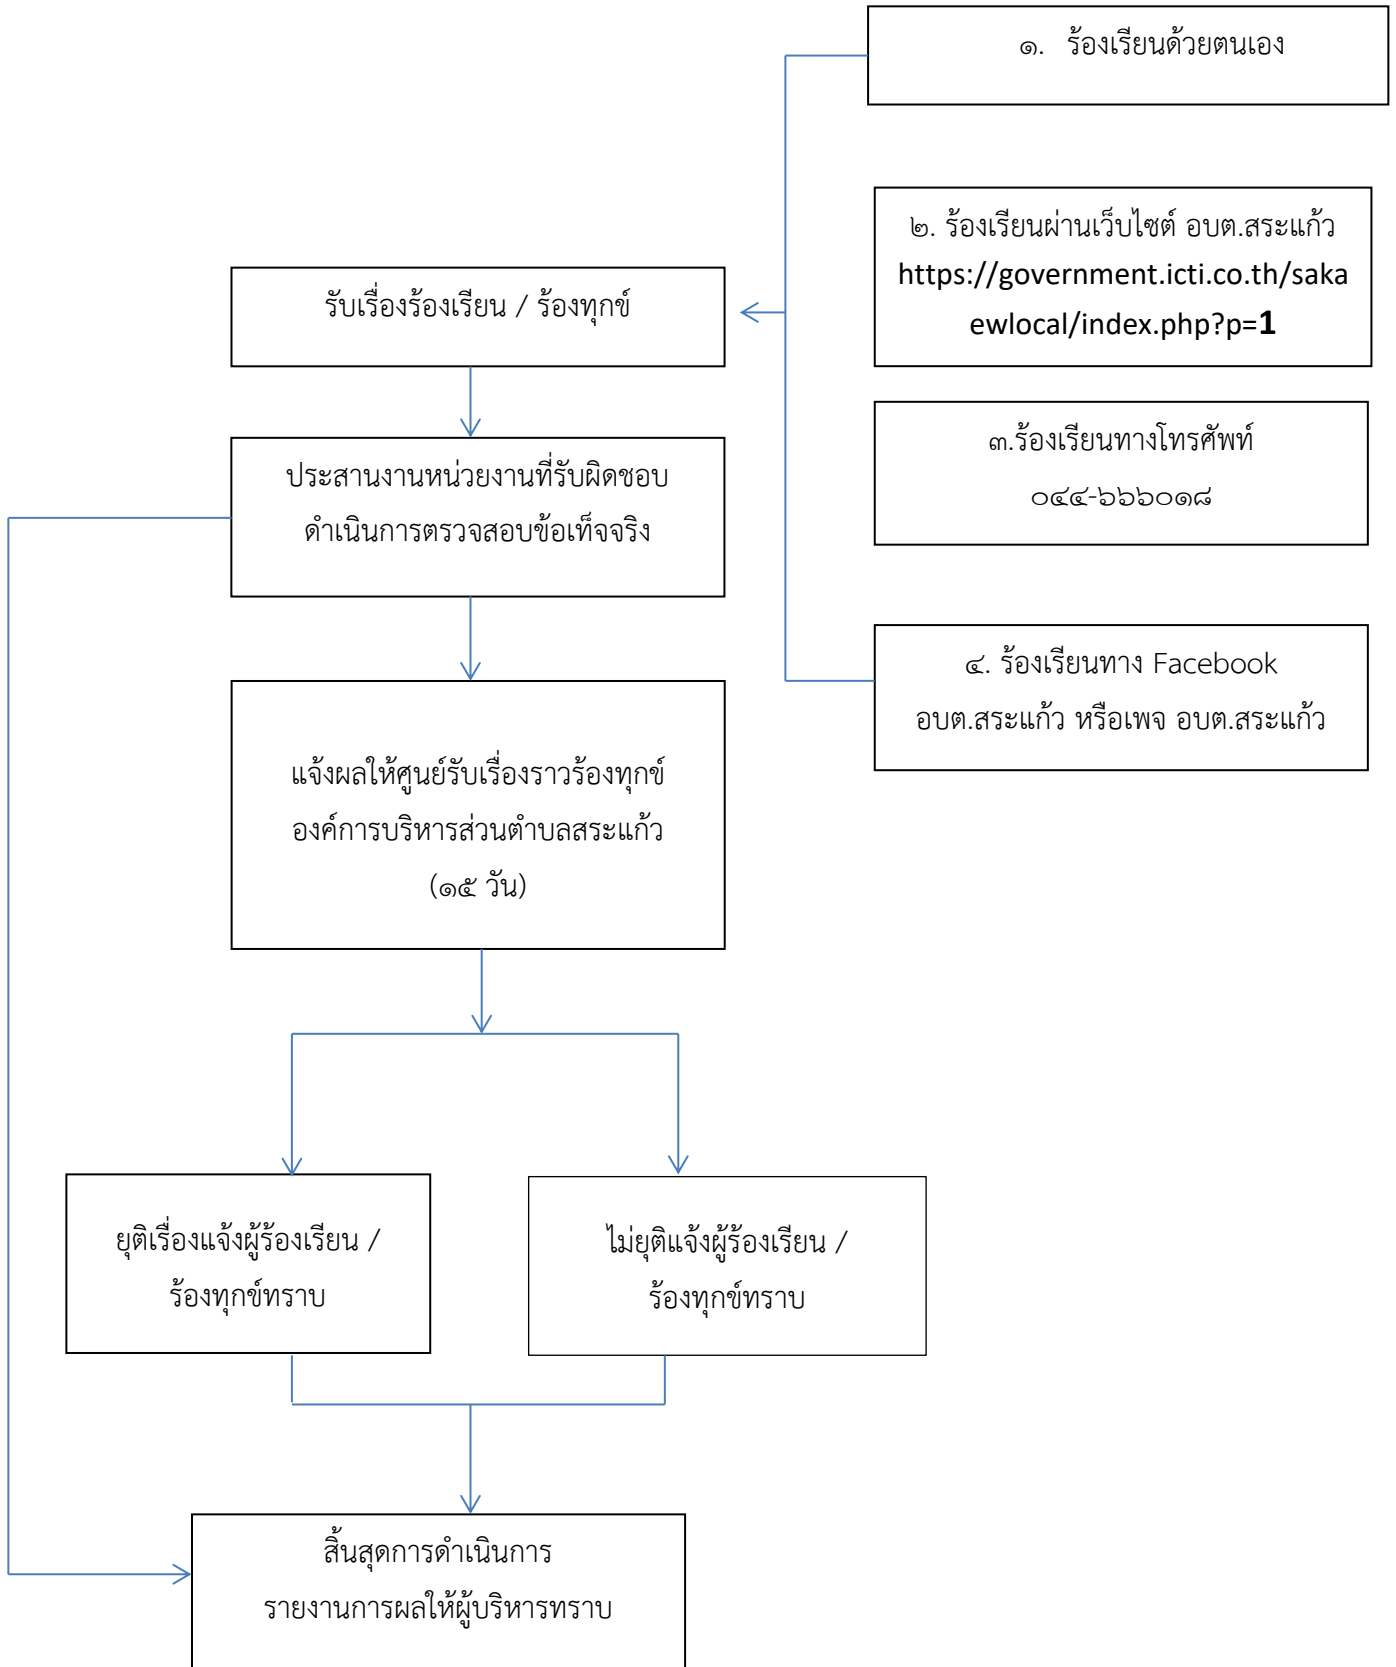 ๑. ร้องเรียนด้วยตนเอง
๒. ร้องเรียนผ่านเว็บไซต์ อบต.สระแก้ว
https://government.icti.co.th/saka
ewlocal/index.php?p=1
รับเรื่องร้องเรียน / ร้องทุกข์
๓.ร้องเรียนทางโทรศัพท์
๐๔๔-๖๖๖๐๑๘
ประสานงานหน่วยงานที่รับผิดชอบ
ดำเนินการตรวจสอบข้อเท็จจริง
๔. ร้องเรียนทาง Facebook
อบต.สระแก้ว หรือเพจ อบต.สระแก้ว
แจ้งผลให้ศูนย์รับเรื่องราวร้องทุกข์
องค์การบริหารส่วนตำบลสระแก้ว
(๑๕ วัน)
ยุติเรื่องแจ้งผู้ร้องเรียน /
ร้องทุกข์ทราบ
ไม่ยุติแจ้งผู้ร้องเรียน /
ร้องทุกข์ทราบ
สิ้นสุดการดำเนินการ
รายงานการผลให้ผู้บริหารทราบ